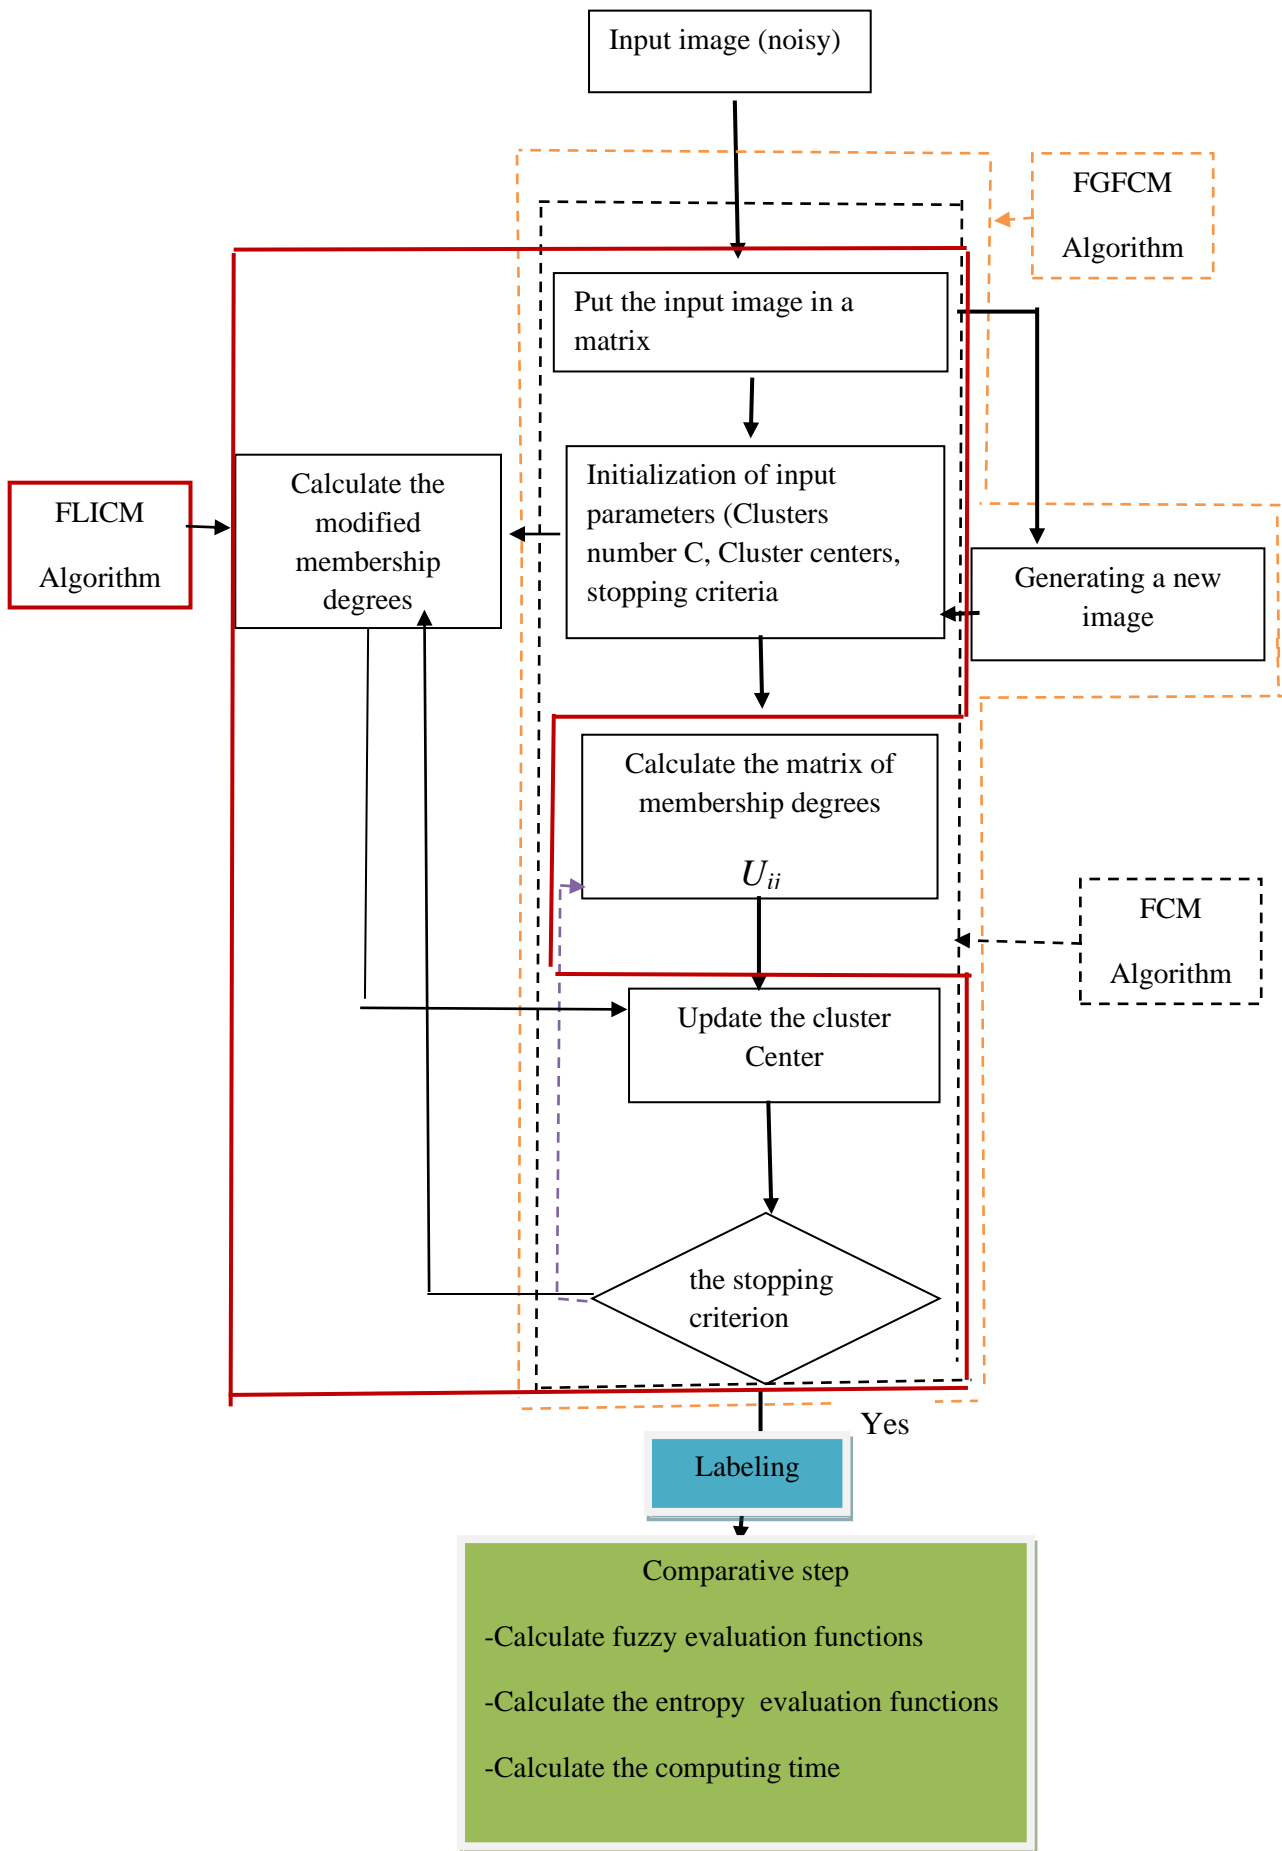 Input image (noisy)
FGFCM
Algorithm
Put the input image in a
matrix
Initialization of input
parameters (Clusters
number C, Cluster centers,
stopping criteria
Calculate the
modified
membership
degrees
FLICM
Algorithm
Generating a new
image
Calculate the matrix of
membership degrees
U_ii
FCM
Algorithm
Update the cluster
Center
the stopping
criterion
Yes
Labeling
Comparative step
-Calculate fuzzy evaluation functions
-Calculate the entropy  evaluation functions
-Calculate the computing time